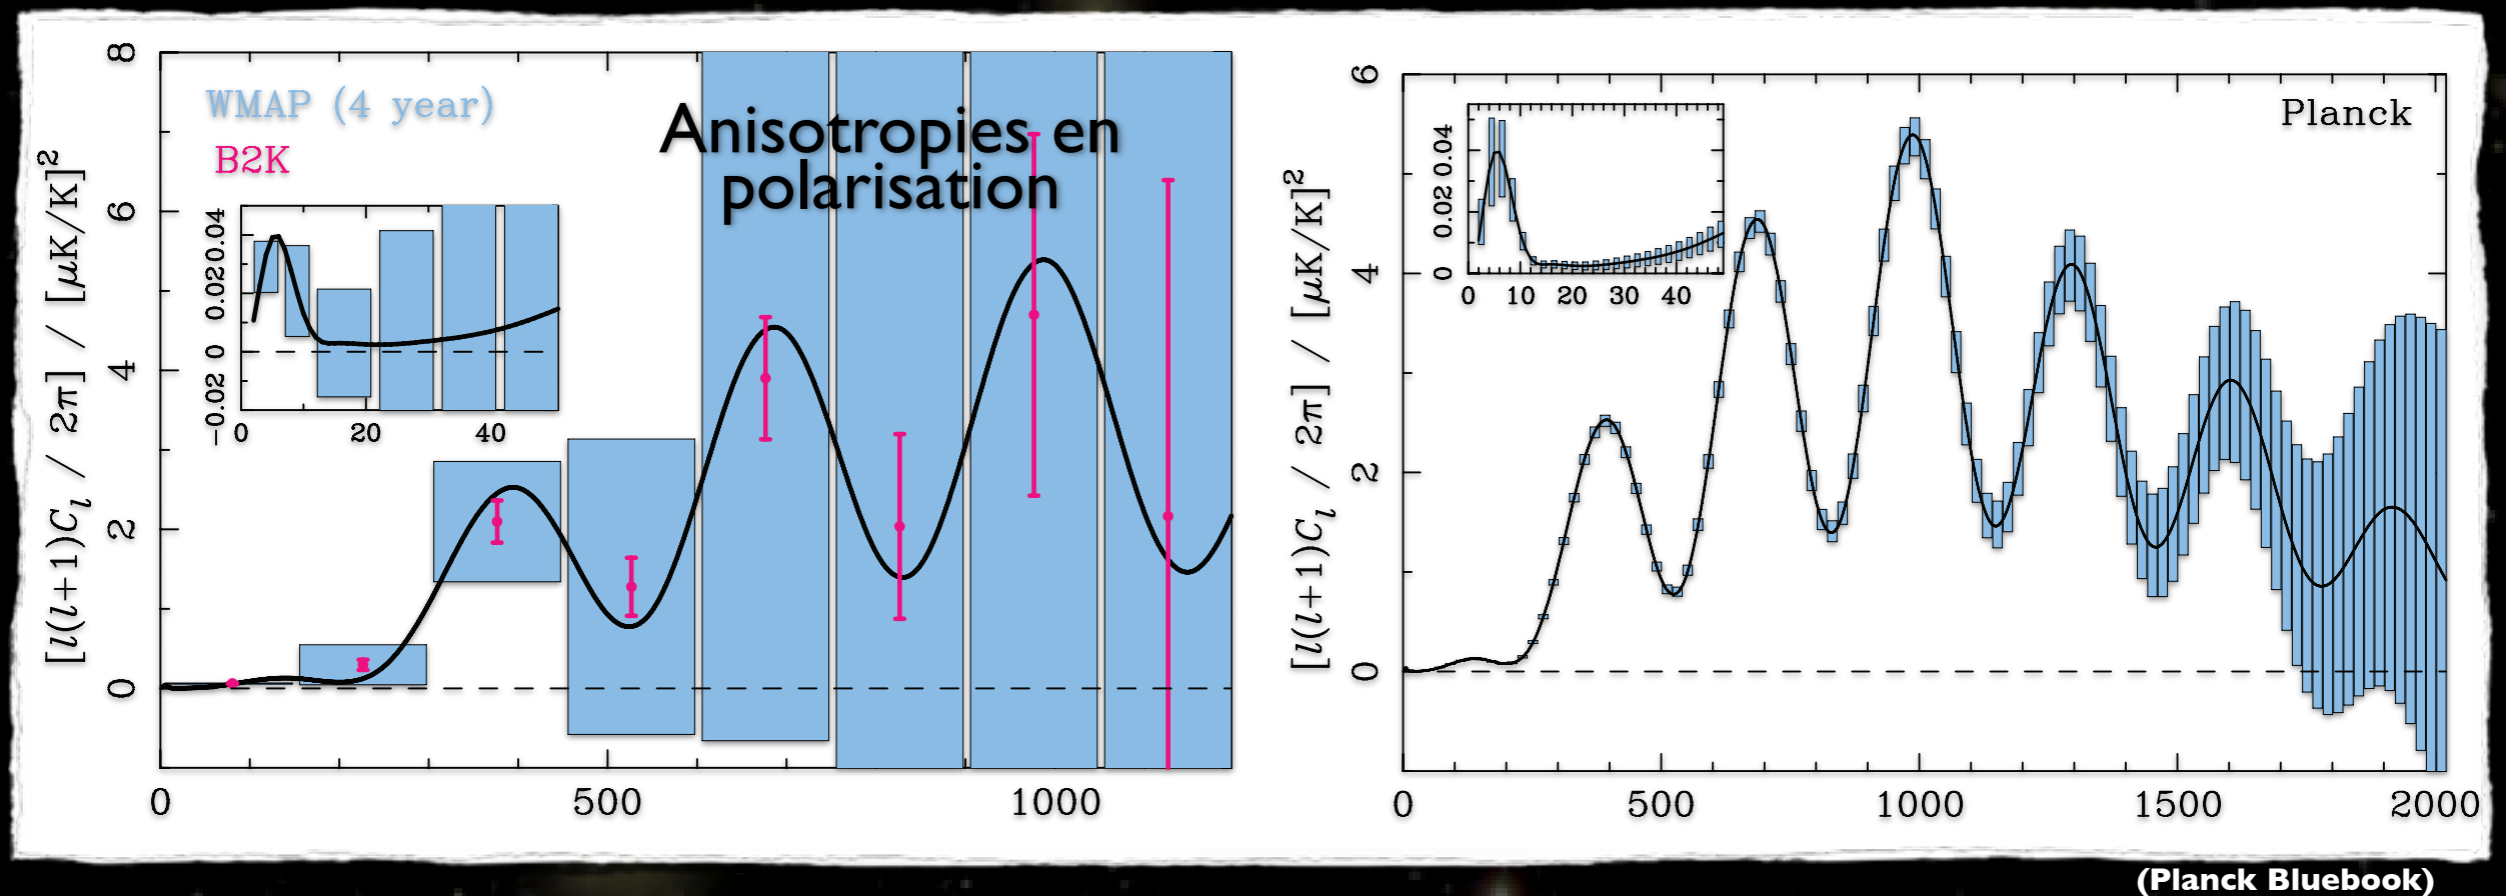 WMAP (4 year)
B2K
Anisotropies en
polarisation
[l(l+1)C_l / 2π] / [μK/K]²
8
6
4
2
0
0 500 1000
0.04
0.02
0
−0.02
0 20 40
Planck
[l(l+1)C_l / 2π] / [μK/K]²
6
4
2
0
0 500 1000 1500 2000
0.04
0.02
0
0 10 20 30 40
(Planck Bluebook)